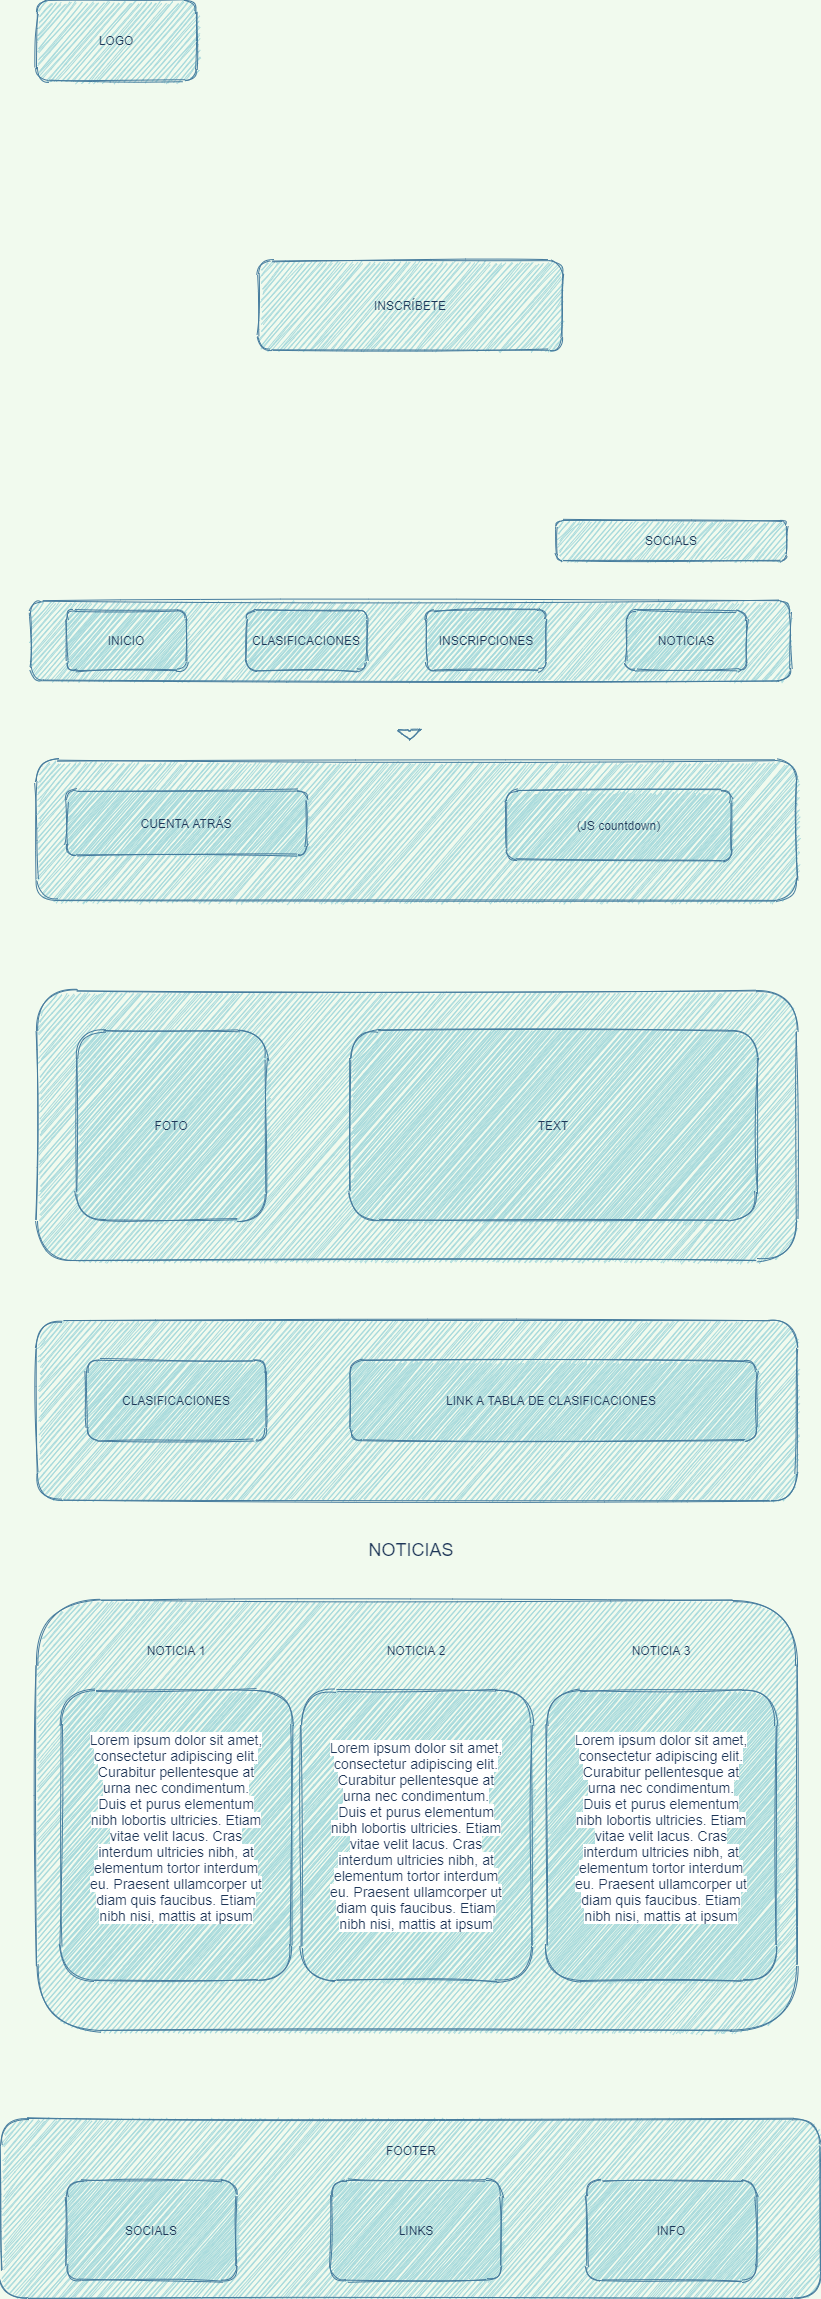 LOGO
INSCRÍBETE
SOCIALS
INICIO
CLASIFICACIONES
INSCRIPCIONES
NOTICIAS
CUENTA ATRÁS
(JS countdown)
FOTO
TEXT
CLASIFICACIONES
LINK A TABLA DE CLASIFICACIONES
NOTICIAS
NOTICIA 1
Lorem ipsum dolor sit amet,
consectetur adipiscing elit.
Curabitur pellentesque at
urna nec condimentum.
Duis et purus elementum
nibh lobortis ultricies. Etiam
vitae velit lacus. Cras
interdum ultricies nibh, at
elementum tortor interdum
eu. Praesent ullamcorper ut
diam quis faucibus. Etiam
nibh nisi, mattis at ipsum
NOTICIA 2
Lorem ipsum dolor sit amet,
consectetur adipiscing elit.
Curabitur pellentesque at
urna nec condimentum.
Duis et purus elementum
nibh lobortis ultricies. Etiam
vitae velit lacus. Cras
interdum ultricies nibh, at
elementum tortor interdum
eu. Praesent ullamcorper ut
diam quis faucibus. Etiam
nibh nisi, mattis at ipsum
NOTICIA 3
Lorem ipsum dolor sit amet,
consectetur adipiscing elit.
Curabitur pellentesque at
urna nec condimentum.
Duis et purus elementum
nibh lobortis ultricies. Etiam
vitae velit lacus. Cras
interdum ultricies nibh, at
elementum tortor interdum
eu. Praesent ullamcorper ut
diam quis faucibus. Etiam
nibh nisi, mattis at ipsum
FOOTER
SOCIALS
LINKS
INFO